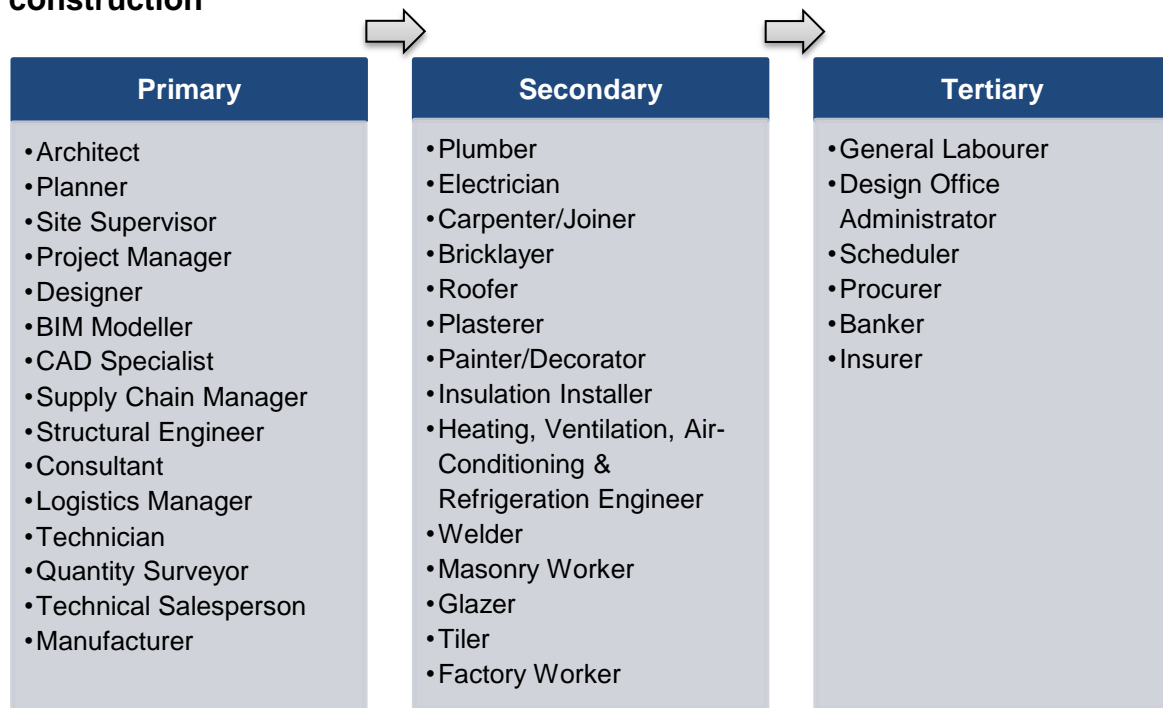 construction
Primary
•Architect
•Planner
•Site Supervisor
•Project Manager
•Designer
•BIM Modeller
•CAD Specialist
•Supply Chain Manager
•Structural Engineer
•Consultant
•Logistics Manager
•Technician
•Quantity Surveyor
•Technical Salesperson
•Manufacturer
Secondary
•Plumber
•Electrician
•Carpenter/Joiner
•Bricklayer
•Roofer
•Plasterer
•Painter/Decorator
•Insulation Installer
•Heating, Ventilation, Air-
Conditioning &
Refrigeration Engineer
•Welder
•Masonry Worker
•Glazer
•Tiler
•Factory Worker
Tertiary
•General Labourer
•Design Office
Administrator
•Scheduler
•Procurer
•Banker
•Insurer